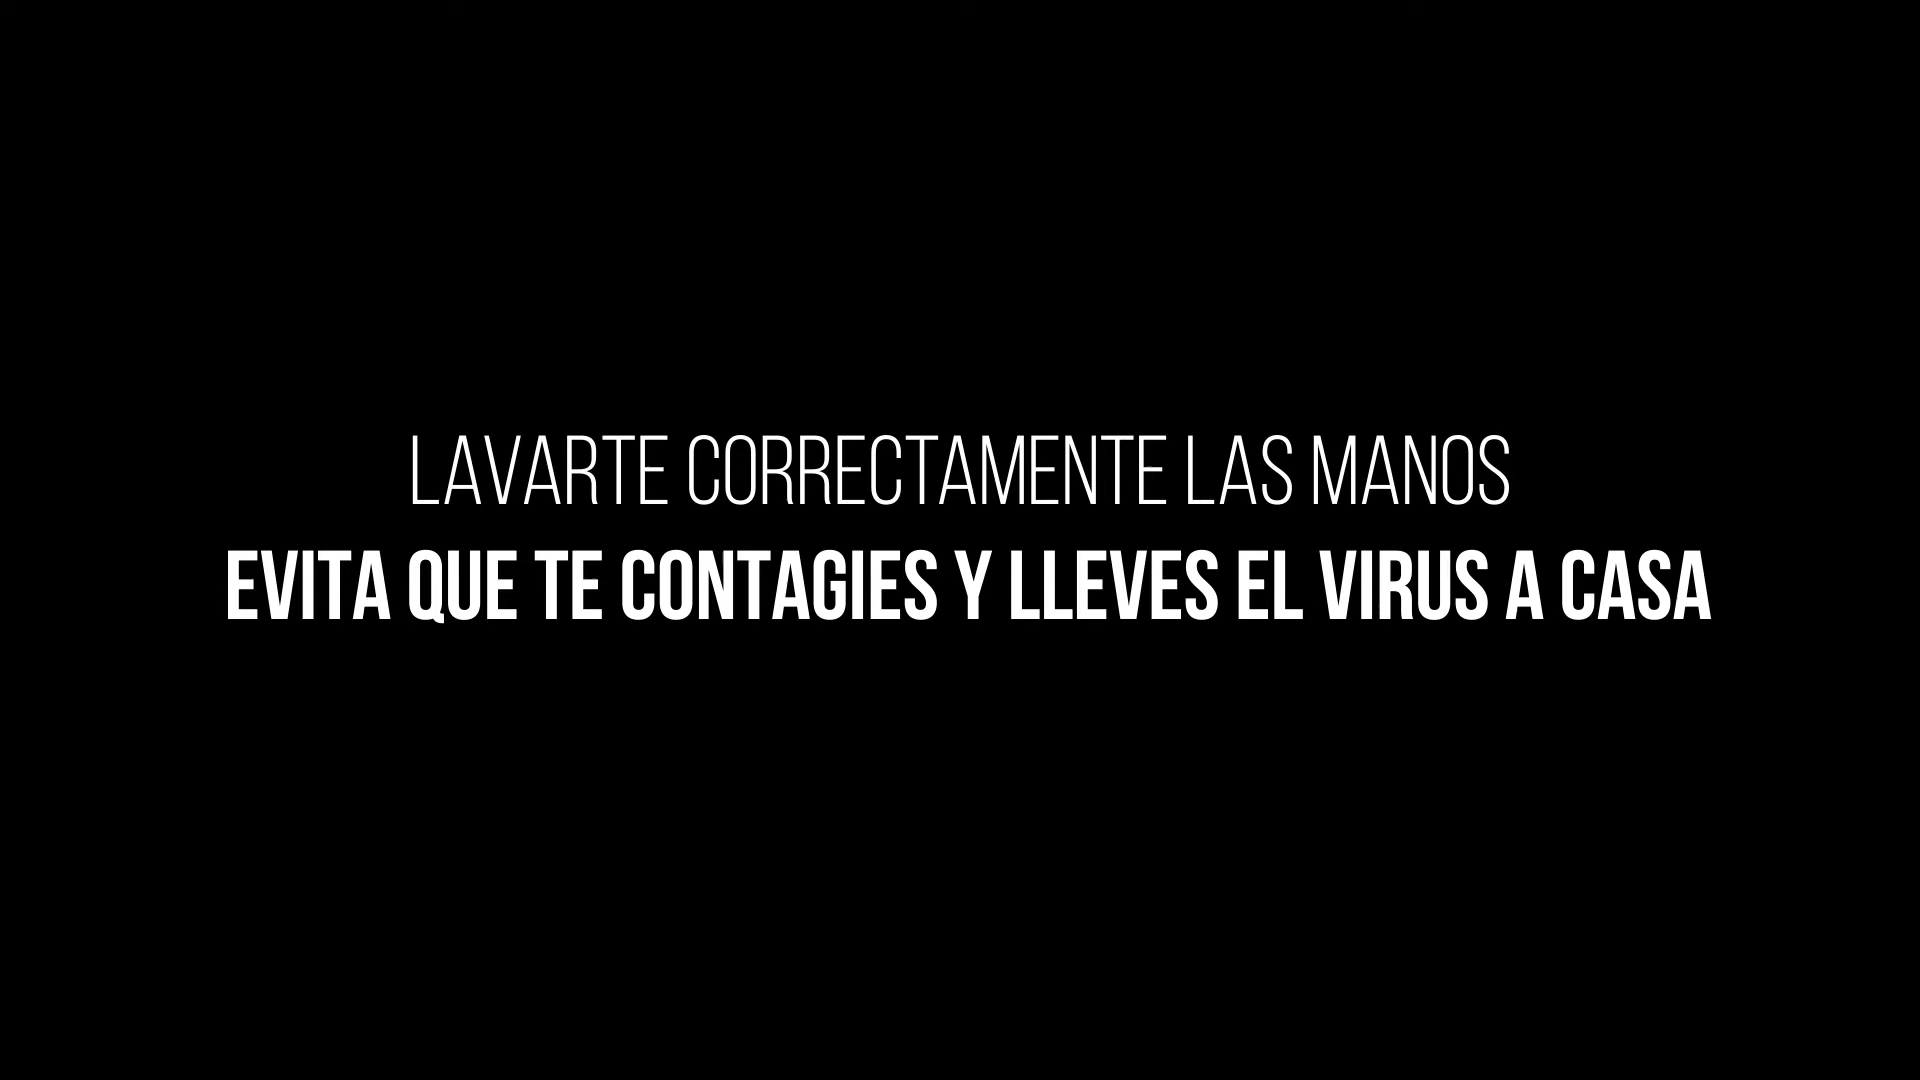 LAVARTE CORRECTAMENTE LAS MANOS
EVITA QUE TE CONTAGIES Y LLEVES EL VIRUS A CASA